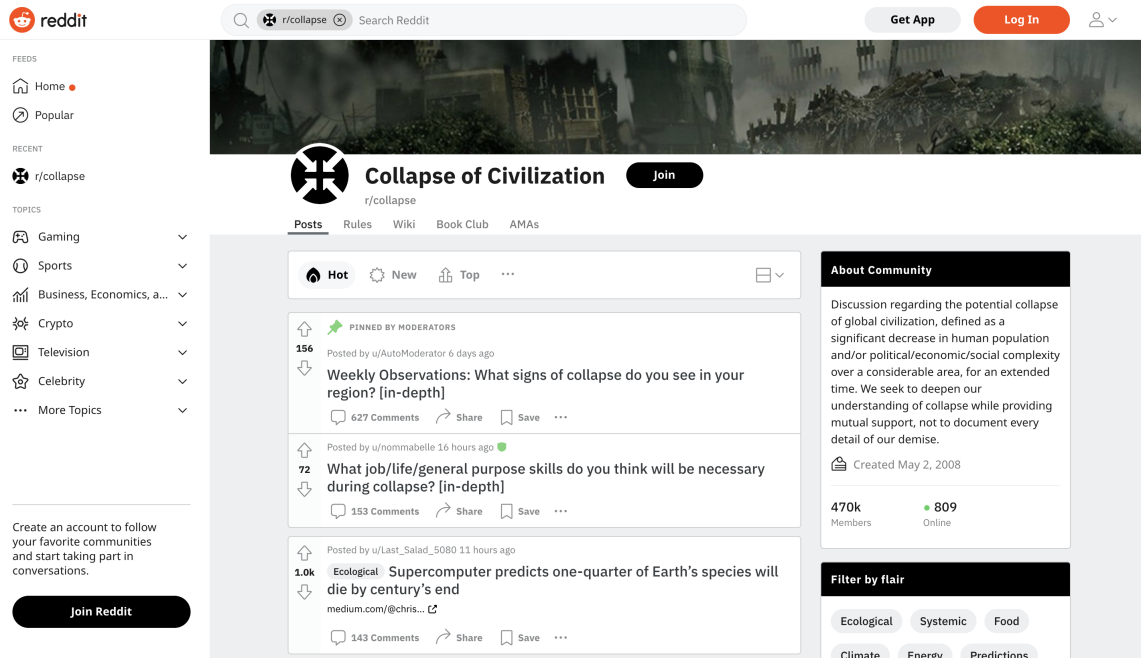 reddit
r/collapse
Search Reddit
Get App
Log In
FEEDS
Home
Popular
RECENT
r/collapse
TOPICS
Gaming
Sports
Business, Economics, a...
Crypto
Television
Celebrity
More Topics
Create an account to follow
your favorite communities
and start taking part in
conversations.
Join Reddit
Collapse of Civilization
Join
r/collapse
Posts
Rules
Wiki
Book Club
AMAs
Hot
New
Top
156
PINNED BY MODERATORS
Posted by u/AutoModerator 6 days ago
Weekly Observations: What signs of collapse do you see in your
region? [in-depth]
627 Comments
Share
Save
72
Posted by u/nommabelle 16 hours ago
What job/life/general purpose skills do you think will be necessary
during collapse? [in-depth]
153 Comments
Share
Save
1.0k
Posted by u/Last_Salad_5080 11 hours ago
Ecological Supercomputer predicts one-quarter of Earth's species will
die by century's end
medium.com/@chris...
143 Comments
Share
Save
About Community
Discussion regarding the potential collapse
of global civilization, defined as a
significant decrease in human population
and/or political/economic/social complexity
over a considerable area, for an extended
time. We seek to deepen our
understanding of collapse while providing
mutual support, not to document every
detail of our demise.
Created May 2, 2008
470k
Members
809
Online
Filter by flair
Ecological
Systemic
Food
Climate
Energy
Predictions